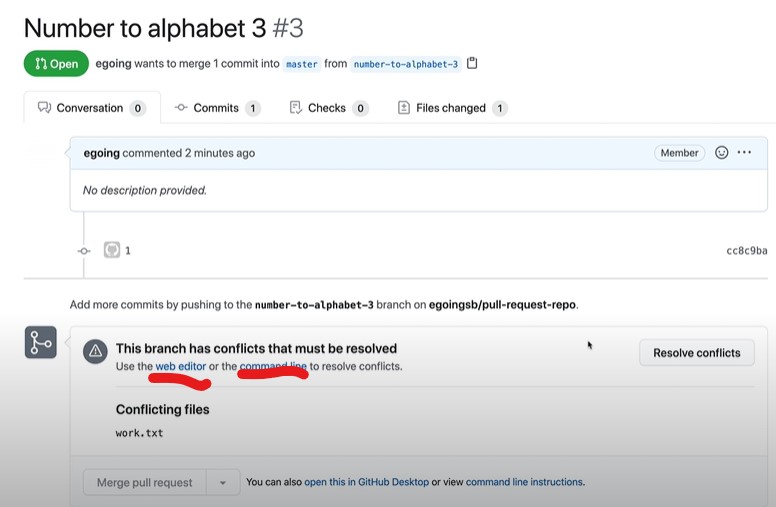 Number to alphabet 3 #3
Open egoing wants to merge 1 commit into master from number-to-alphabet-3
Conversation 0 Commits 1 Checks 0 Files changed 1
egoing commented 2 minutes ago Member
No description provided.
1 cc8c9ba
Add more commits by pushing to the number-to-alphabet-3 branch on egoingsb/pull-request-repo.
This branch has conflicts that must be resolved
Use the web editor or the command line to resolve conflicts.
Resolve conflicts
Conflicting files
work.txt
Merge pull request You can also open this in GitHub Desktop or view command line instructions.